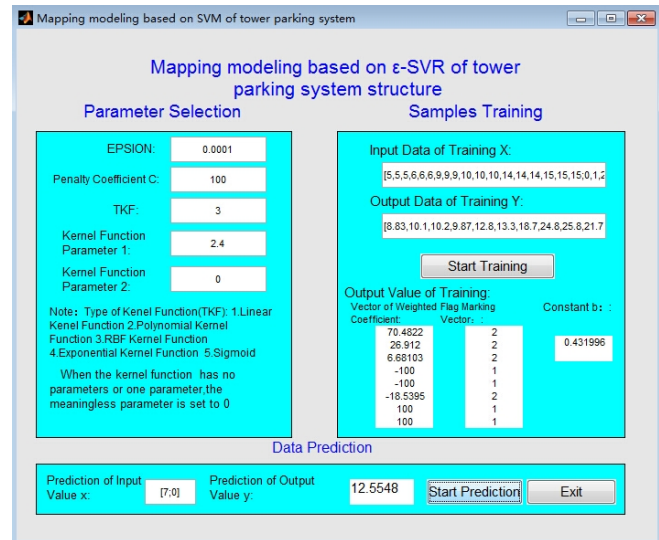 Mapping modeling based on SVM of tower parking system
Mapping modeling based on ε-SVR of tower
parking system structure
Parameter Selection
EPSION:
0.0001
Penalty Coefficient C:
100
TKF:
3
Kernel Function
Parameter 1:
2.4
Kernel Function
Parameter 2:
0
Note: Type of Kenel Function(TKF): 1.Linear
Kenel Function 2.Polynomial Kernel
Function 3.RBF Kernel Function
4.Exponential Kernel Function 5.Sigmoid
When the kernel function has no
parameters or one parameter,the
meaningless parameter is set to 0
Samples Training
Input Data of Training X:
[5,5,5,6,6,6,9,9,9,10,10,10,14,14,14,15,15,15;0,1,2
Output Data of Training Y:
[8.83,10.1,10.2,9.87,12.8,13.3,18.7,24.8,25.8,21.7
Start Training
Output Value of Training:
Vector of Weighted Coefficient:
70.4822
26.912
6.68103
-100
-100
-18.5395
100
100
Flag Marking Vector: :
2
2
2
1
1
2
1
1
Constant b: :
0.431996
Data Prediction
Prediction of Input
Value x:
[7;0]
Prediction of Output
Value y:
12.5548
Start Prediction
Exit